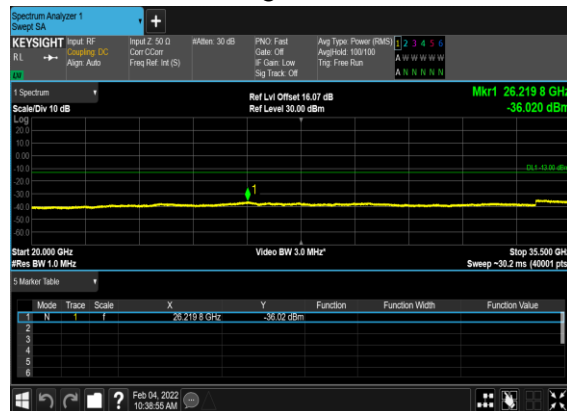 Spectrum Analyzer 1
Swept SA
+
KEYSIGHT Input: RF Input Z: 50 Ω #Atten: 30 dB PNO: Fast Avg Type: Power (RMS) 1 2 3 4 5 6
RL Coupling: DC Corr CCorr Gate: Off Avg|Hold: 100/100 A W W W W W
Align: Auto Freq Ref: Int (S) IF Gain: Low Trig: Free Run
Sig Track: Off A N N N N N
1 Spectrum Ref Lvl Offset 16.07 dB Mkr1 26.219 8 GHz
Scale/Div 10 dB Ref Level 30.00 dBm -36.020 dBm
Log
20.0
10.0
0.00
-10.0 DL1 -13.00 dBm
-20.0
-30.0 1
-40.0
-50.0
-60.0
Start 20.000 GHz Video BW 3.0 MHz* Stop 35.500 GHz
#Res BW 1.0 MHz Sweep ~30.2 ms (40001 pts)
5 Marker Table
Mode Trace Scale X Y Function Function Width Function Value
1 N 1 f 26.219 8 GHz -36.02 dBm
2
3
4
5
6
? Feb 04, 2022
10:38:55 AM